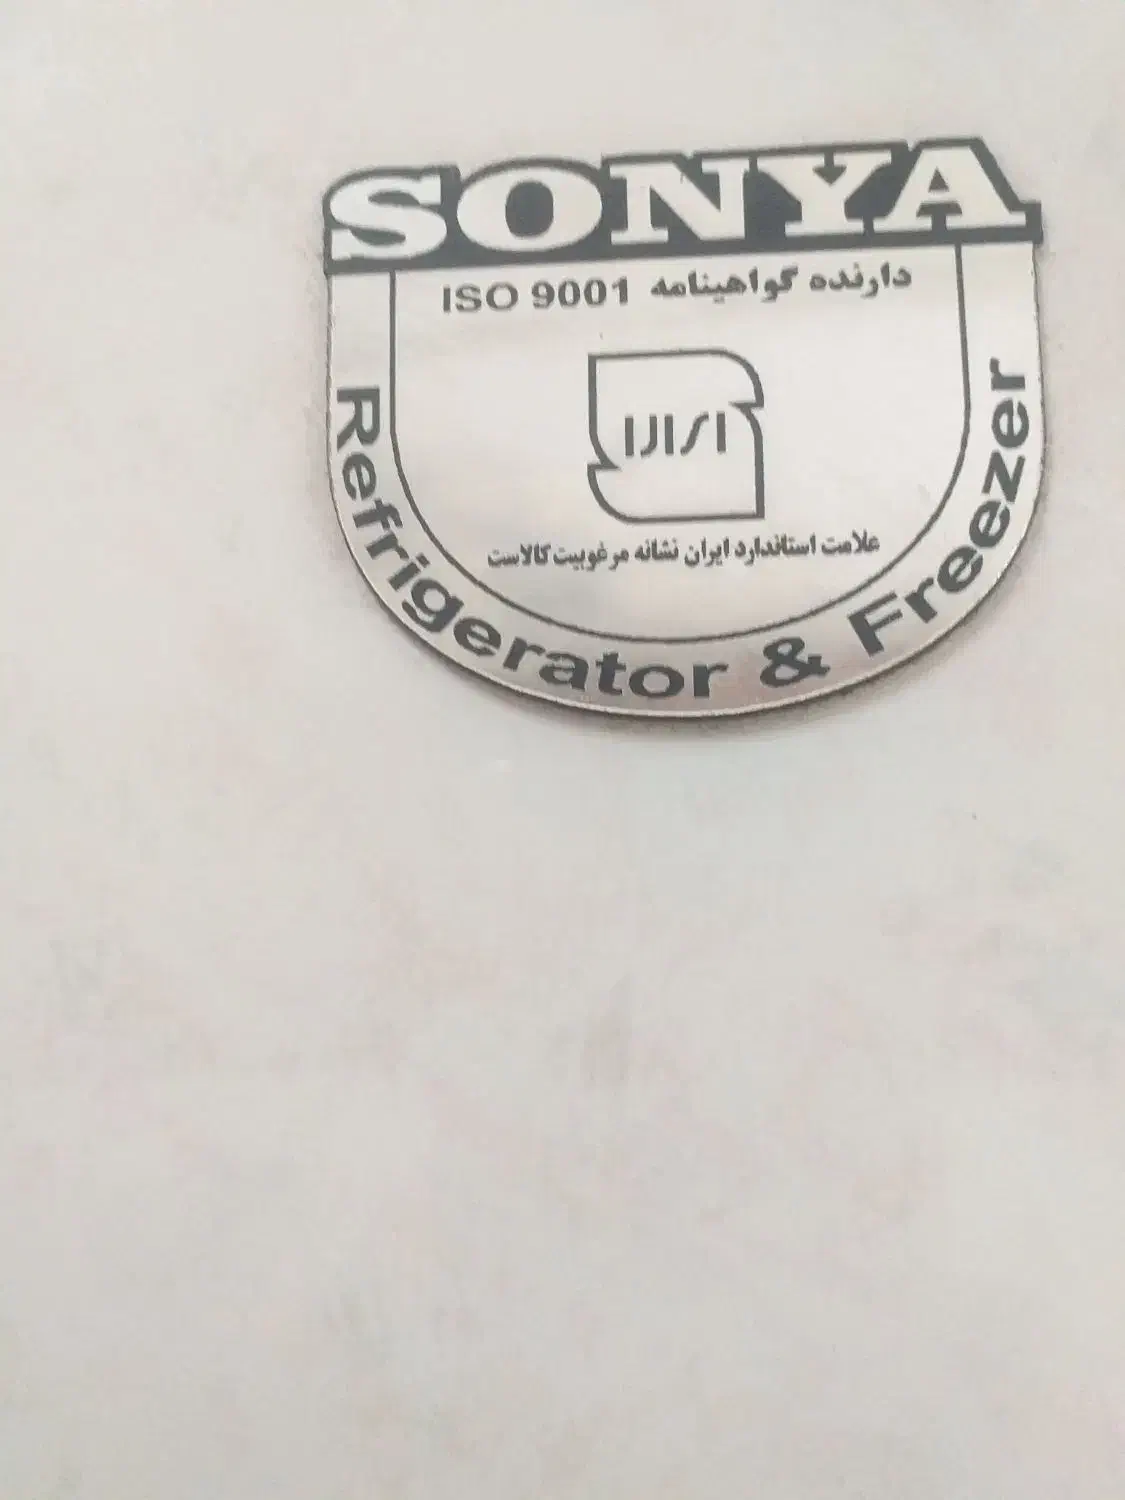 SONYA
دارنده گواهینامه ISO 9001
علامت استاندارد ایران نشانه مرغوبیت کالاست
Refrigerator & Freezer